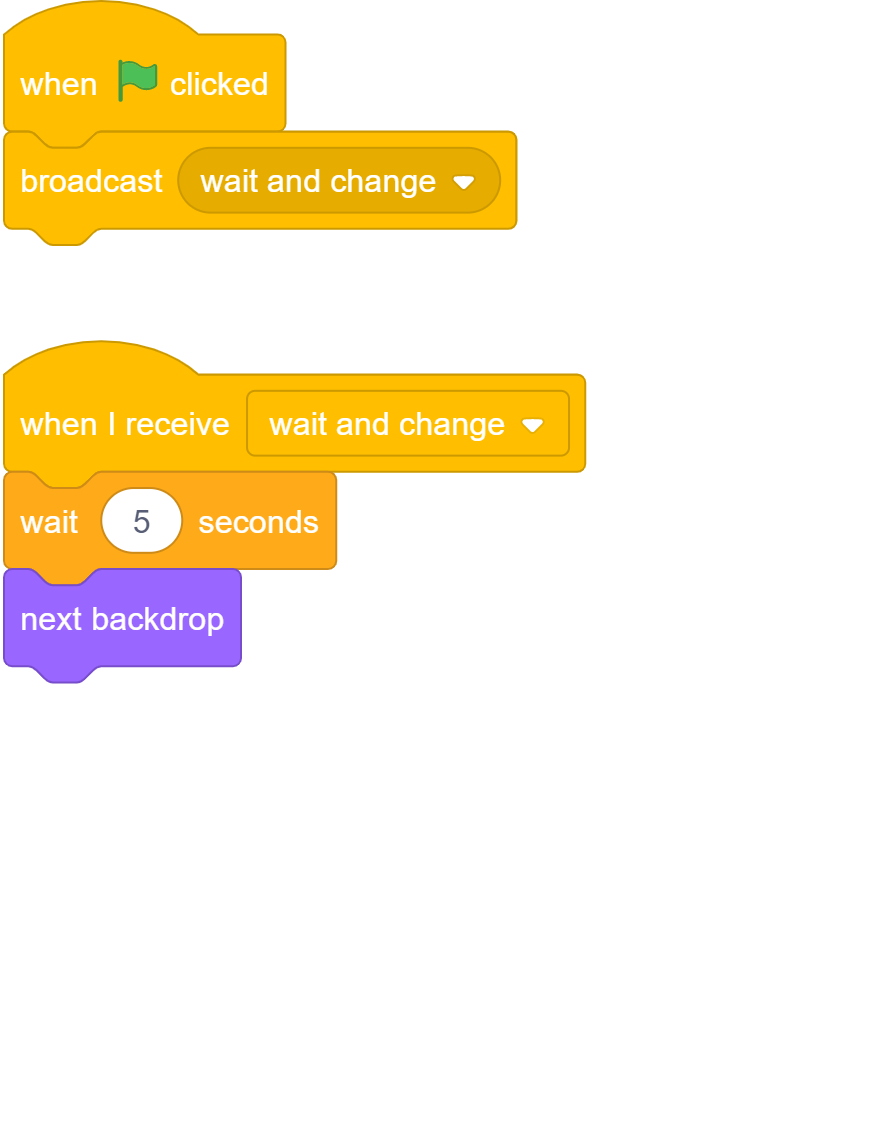 when clicked
broadcast wait and change
when I receive wait and change
wait 5 seconds
next backdrop